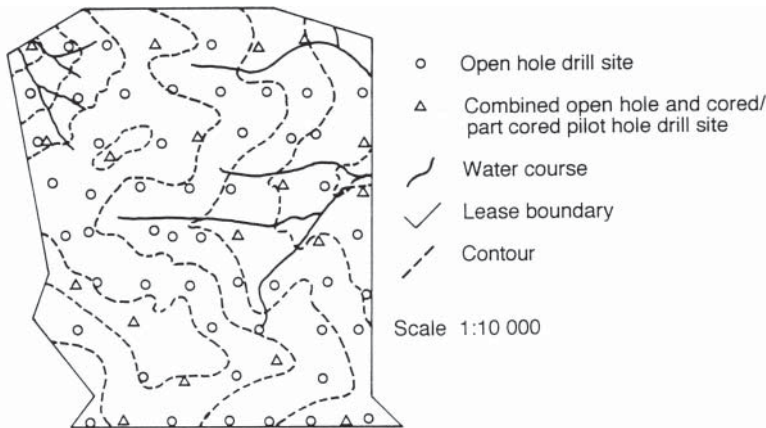 Open hole drill site
Combined open hole and cored/
part cored pilot hole drill site
Water course
Lease boundary
Contour
Scale 1:10 000